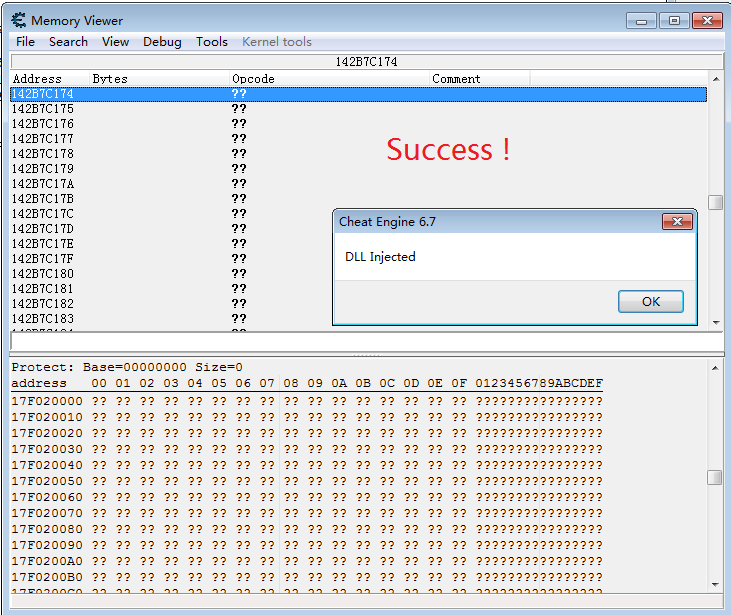 Memory Viewer
File Search View Debug Tools Kernel tools
142B7C174
Address Bytes Opcode Comment
142B7C174 ??
142B7C175 ??
142B7C176 ??
142B7C177 ??
142B7C178 ??
142B7C179 ??
142B7C17A ??
142B7C17B ??
142B7C17C ??
142B7C17D ??
142B7C17E ??
142B7C17F ??
142B7C180 ??
142B7C181 ??
142B7C182 ??
142B7C183 ??
Success !
Cheat Engine 6.7
DLL Injected
OK
Protect: Base=00000000 Size=0
address 00 01 02 03 04 05 06 07 08 09 0A 0B 0C 0D 0E 0F 0123456789ABCDEF
17F020000 ?? ?? ?? ?? ?? ?? ?? ?? ?? ?? ?? ?? ?? ?? ?? ?? ????????????????
17F020010 ?? ?? ?? ?? ?? ?? ?? ?? ?? ?? ?? ?? ?? ?? ?? ?? ????????????????
17F020020 ?? ?? ?? ?? ?? ?? ?? ?? ?? ?? ?? ?? ?? ?? ?? ?? ????????????????
17F020030 ?? ?? ?? ?? ?? ?? ?? ?? ?? ?? ?? ?? ?? ?? ?? ?? ????????????????
17F020040 ?? ?? ?? ?? ?? ?? ?? ?? ?? ?? ?? ?? ?? ?? ?? ?? ????????????????
17F020050 ?? ?? ?? ?? ?? ?? ?? ?? ?? ?? ?? ?? ?? ?? ?? ?? ????????????????
17F020060 ?? ?? ?? ?? ?? ?? ?? ?? ?? ?? ?? ?? ?? ?? ?? ?? ????????????????
17F020070 ?? ?? ?? ?? ?? ?? ?? ?? ?? ?? ?? ?? ?? ?? ?? ?? ????????????????
17F020080 ?? ?? ?? ?? ?? ?? ?? ?? ?? ?? ?? ?? ?? ?? ?? ?? ????????????????
17F020090 ?? ?? ?? ?? ?? ?? ?? ?? ?? ?? ?? ?? ?? ?? ?? ?? ????????????????
17F0200A0 ?? ?? ?? ?? ?? ?? ?? ?? ?? ?? ?? ?? ?? ?? ?? ?? ????????????????
17F0200B0 ?? ?? ?? ?? ?? ?? ?? ?? ?? ?? ?? ?? ?? ?? ?? ?? ????????????????